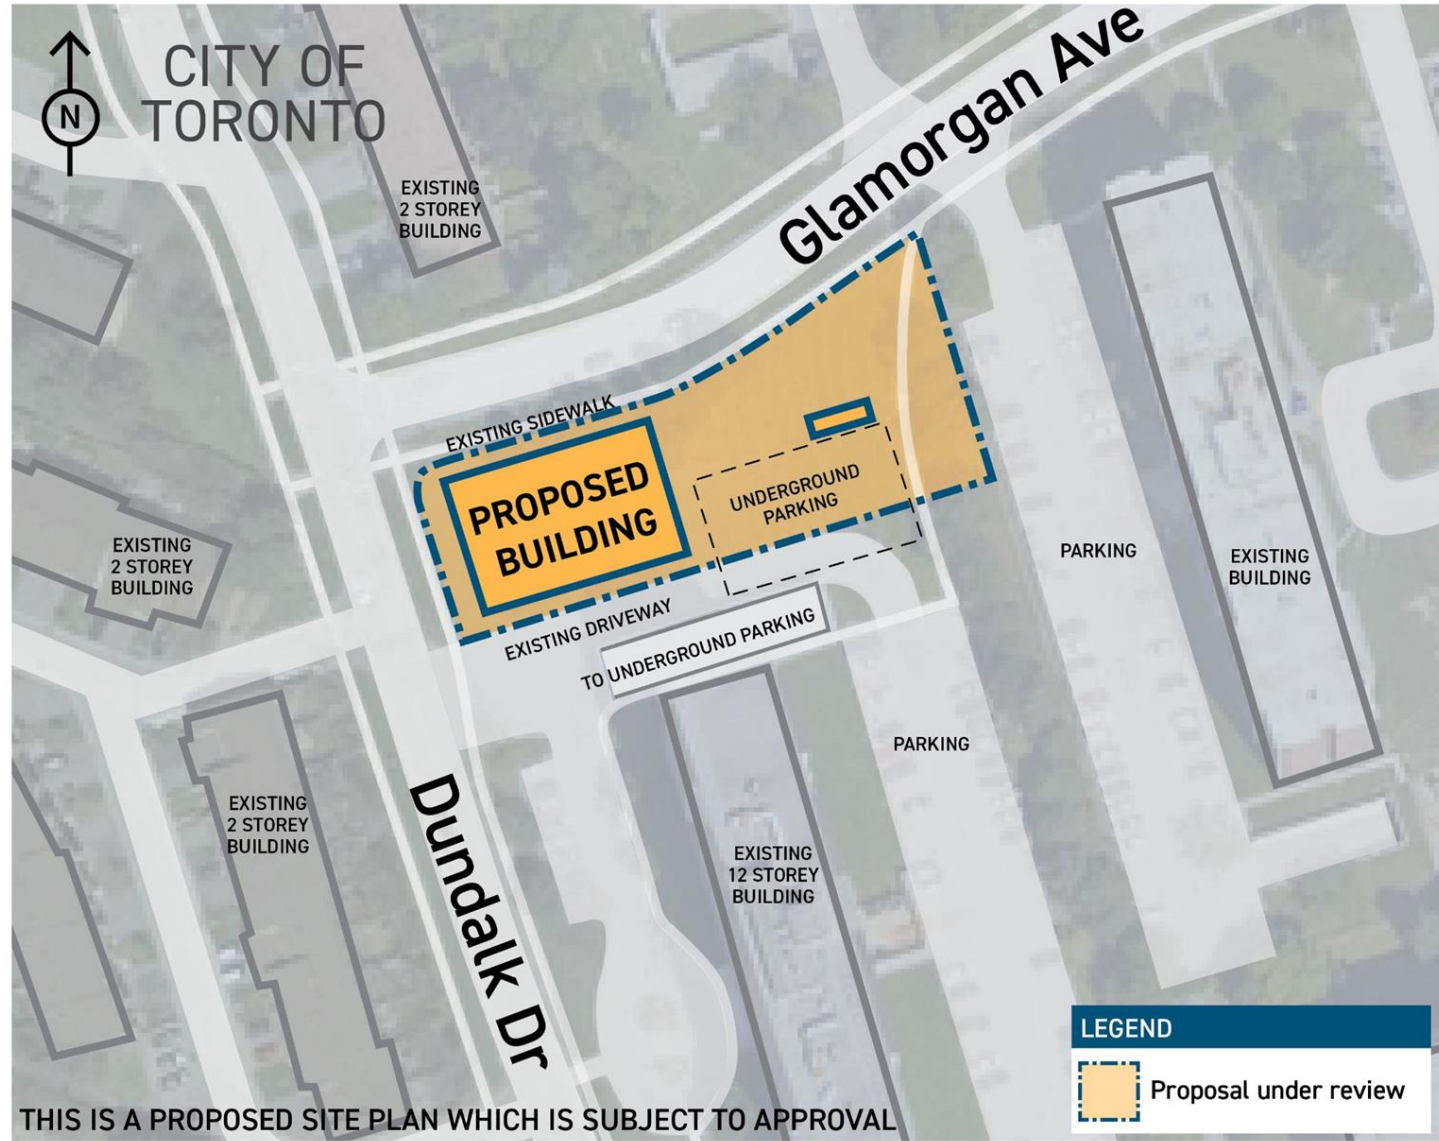 N
CITY OF
TORONTO
Glamorgan Ave
EXISTING
2 STOREY
BUILDING
EXISTING SIDEWALK
PROPOSED
BUILDING
UNDERGROUND
PARKING
EXISTING
2 STOREY
BUILDING
PARKING
EXISTING
BUILDING
EXISTING DRIVEWAY
TO UNDERGROUND PARKING
PARKING
EXISTING
2 STOREY
BUILDING
Dundalk Dr
EXISTING
12 STOREY
BUILDING
LEGEND
Proposal under review
THIS IS A PROPOSED SITE PLAN WHICH IS SUBJECT TO APPROVAL